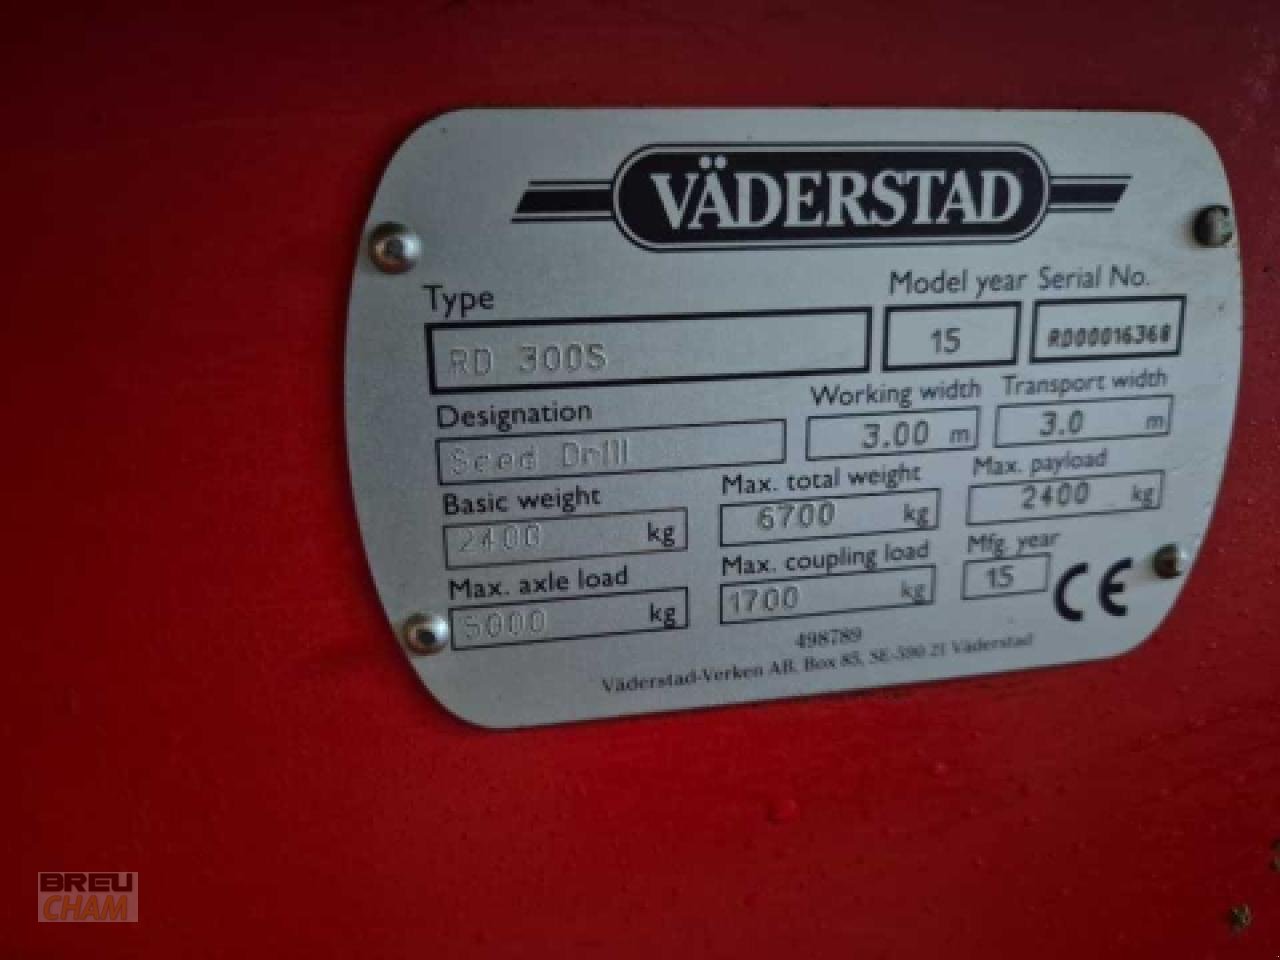 VÄDERSTAD
Type Model year Serial No.
RD 300S 15 RD00016368
Designation Working width Transport width
Seed Drill 3.00 m 3.0 m
Basic weight Max. total weight Max. payload
2400 kg 6700 kg 2400 kg
Max. axle load Max. coupling load Mfg. year
5000 kg 1700 kg 15 CE
498789
Väderstad-Verken AB, Box 85, SE-590 21 Väderstad
BREU
CHAM